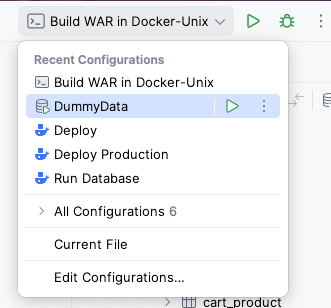 Build WAR in Docker-Unix
Recent Configurations
Build WAR in Docker-Unix
DummyData
Deploy
Deploy Production
Run Database
All Configurations 6
Current File
Edit Configurations...
cart_product